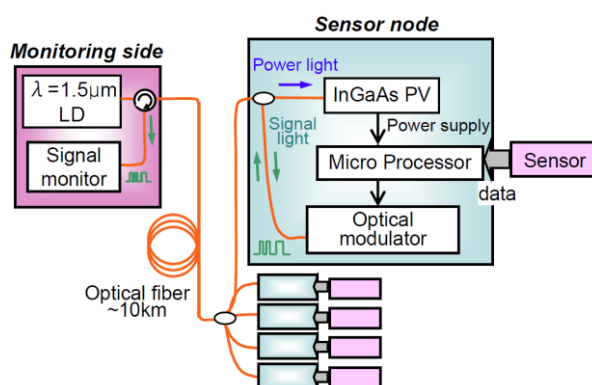 Sensor node
Monitoring side
λ=1.5μm
LD
Signal
monitor
Power light
InGaAs PV
Signal
light
Power supply
Micro Processor
Sensor
data
Optical
modulator
Optical fiber
~10km